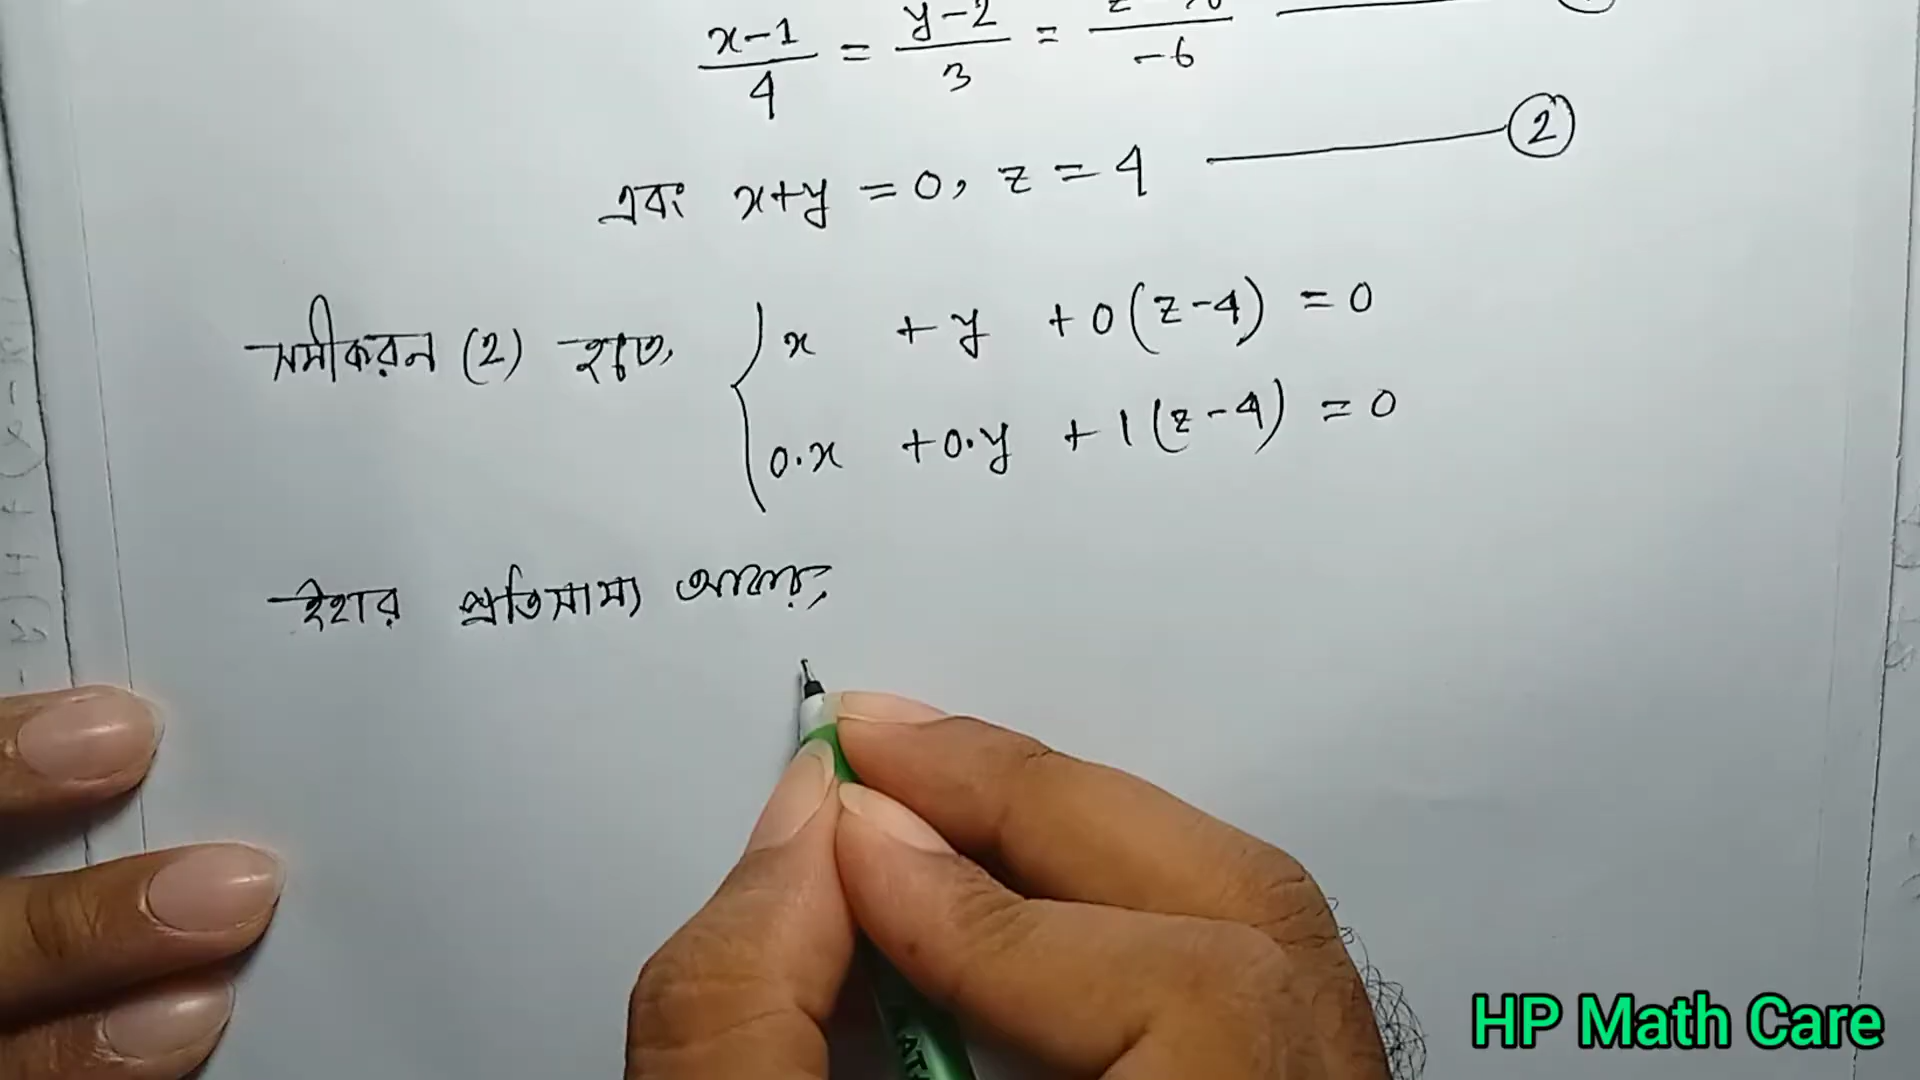 x-1/4 = y-2/3 = /-6
এবং x+y = 0, z = 4 ——— (2)
সমীকরন (2) হতে, x + y + 0(z-4) = 0
0.x + 0.y + 1(z-4) = 0
ইহার প্রতিসাম্য আকার,
HP Math Care